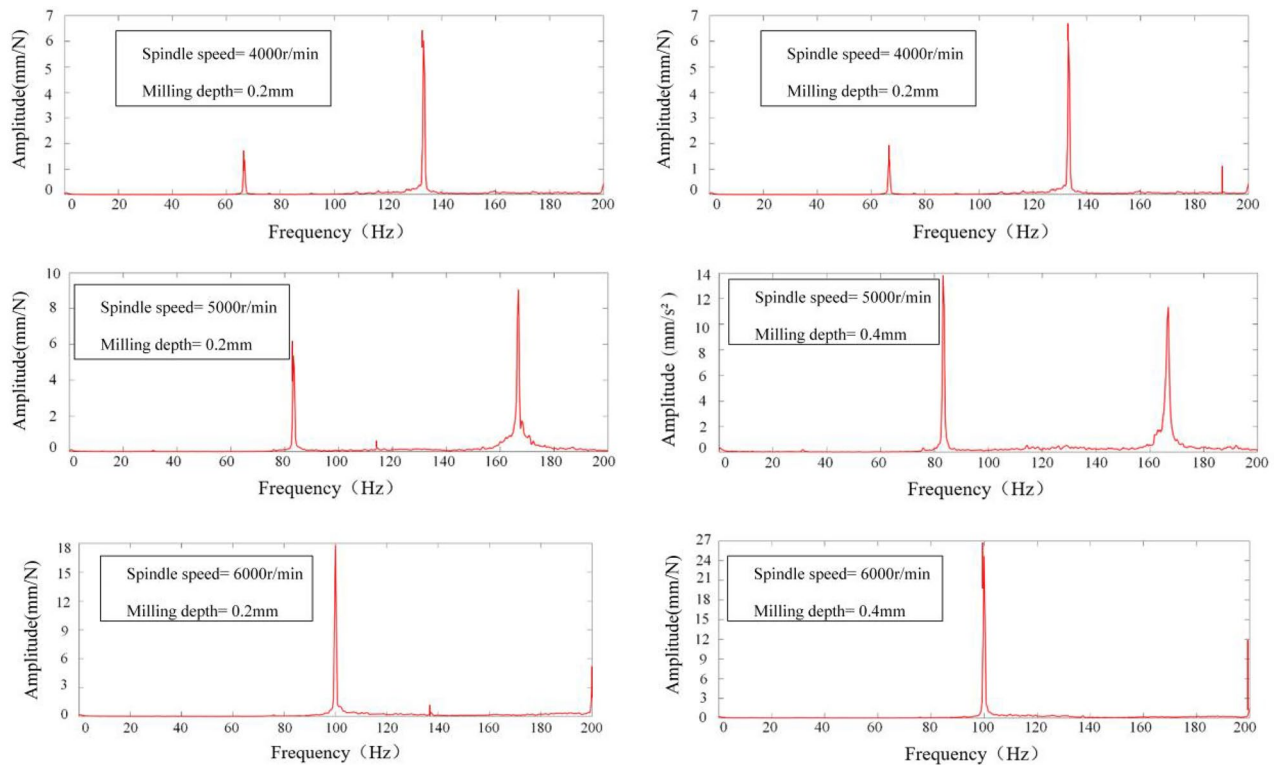 7
6
5
4
3
2
1
0
Amplitude(mm/N)
Spindle speed= 4000r/min
Milling depth= 0.2mm
0 20 40 60 80 100 120 140 160 180 200
Frequency（Hz）
7
6
5
4
3
2
1
0
Amplitude(mm/N)
Spindle speed= 4000r/min
Milling depth= 0.2mm
0 20 40 60 80 100 120 140 160 180 200
Frequency（Hz）
10
8
6
4
2
0
Amplitude(mm/N)
Spindle speed= 5000r/min
Milling depth= 0.2mm
0 20 40 60 80 100 120 140 160 180 200
Frequency（Hz）
14
12
10
8
6
4
2
0
Amplitude (mm/s²)
Spindle speed= 5000r/min
Milling depth= 0.4mm
0 20 40 60 80 100 120 140 160 180 200
Frequency（Hz）
18
15
12
9
6
3
0
Amplitude(mm/N)
Spindle speed= 6000r/min
Milling depth= 0.2mm
0 20 40 60 80 100 120 140 160 180 200
Frequency（Hz）
27
24
21
18
15
12
9
6
3
0
Amplitude(mm/N)
Spindle speed= 6000r/min
Milling depth= 0.4mm
0 20 40 60 80 100 120 140 160 180 200
Frequency（Hz）